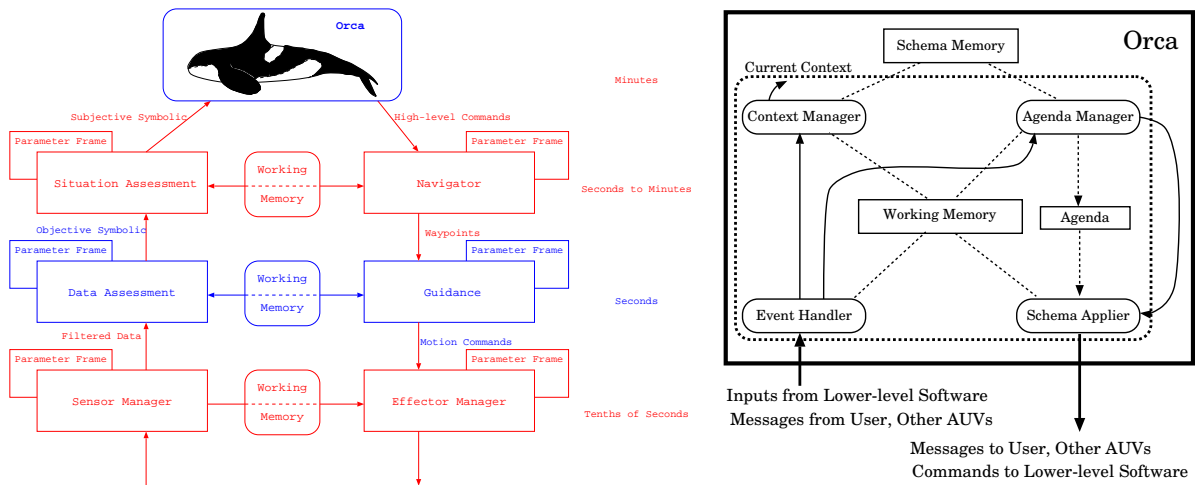 Orca
Minutes
Subjective Symbolic
High-level Commands
Parameter Frame
Parameter Frame
Situation Assessment
Working
Memory
Navigator
Seconds to Minutes
Objective Symbolic
Waypoints
Parameter Frame
Parameter Frame
Data Assessment
Working
Memory
Guidance
Seconds
Filtered Data
Motion Commands
Parameter Frame
Parameter Frame
Sensor Manager
Working
Memory
Effector Manager
Tenths of Seconds
Orca
Schema Memory
Current Context
Context Manager
Agenda Manager
Working Memory
Agenda
Event Handler
Schema Applier
Inputs from Lower-level Software
Messages from User, Other AUVs
Messages to User, Other AUVs
Commands to Lower-level Software